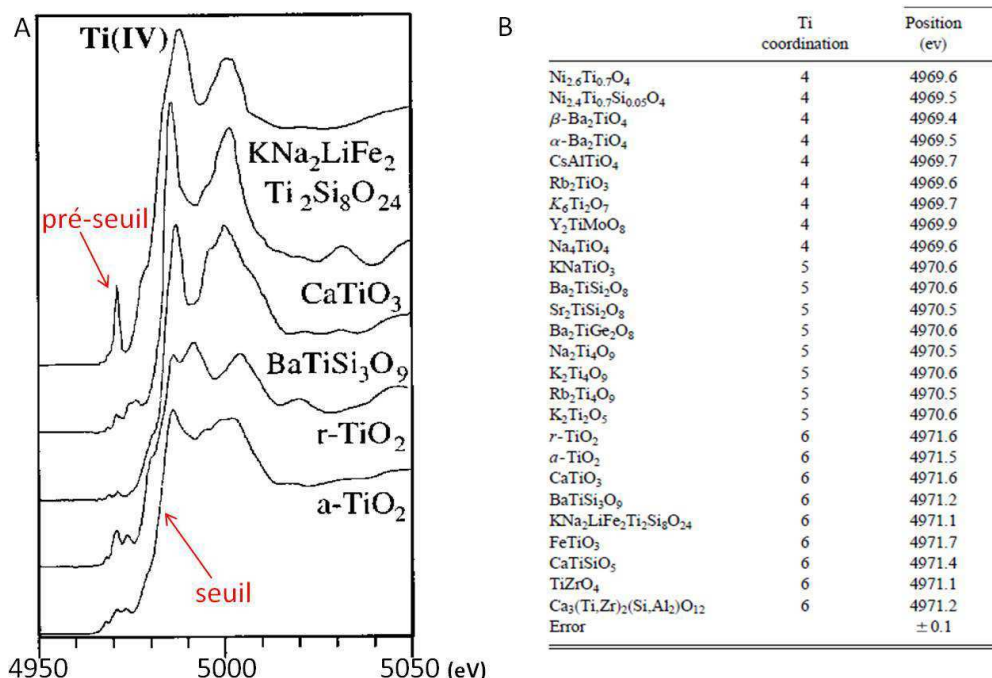 A
Ti(IV)
KNa2LiFe2
Ti2Si8O24
pré-seuil
CaTiO3
BaTiSi3O9
r-TiO2
a-TiO2
seuil
4950 5000 5050 (eV)
B
Ti coordination Position (ev)
Ni2.6Ti0.7O4 4 4969.6
Ni2.4Ti0.7Si0.05O4 4 4969.5
β-Ba2TiO4 4 4969.4
α-Ba2TiO4 4 4969.5
CsAlTiO4 4 4969.7
Rb2TiO3 4 4969.6
K6Ti2O7 4 4969.7
Y2TiMoO8 4 4969.9
Na4TiO4 4 4969.6
KNaTiO3 5 4970.6
Ba2TiSi2O8 5 4970.6
Sr2TiSi2O8 5 4970.5
Ba2TiGe2O8 5 4970.6
Na2Ti4O9 5 4970.5
K2Ti4O9 5 4970.6
Rb2Ti4O9 5 4970.5
K2Ti2O5 5 4970.6
r-TiO2 6 4971.6
a-TiO2 6 4971.5
CaTiO3 6 4971.6
BaTiSi3O9 6 4971.2
KNa2LiFe2Ti2Si8O24 6 4971.1
FeTiO3 6 4971.7
CaTiSiO5 6 4971.4
TiZrO4 6 4971.1
Ca3(Ti,Zr)2(Si,Al2)O12 6 4971.2
Error ±0.1